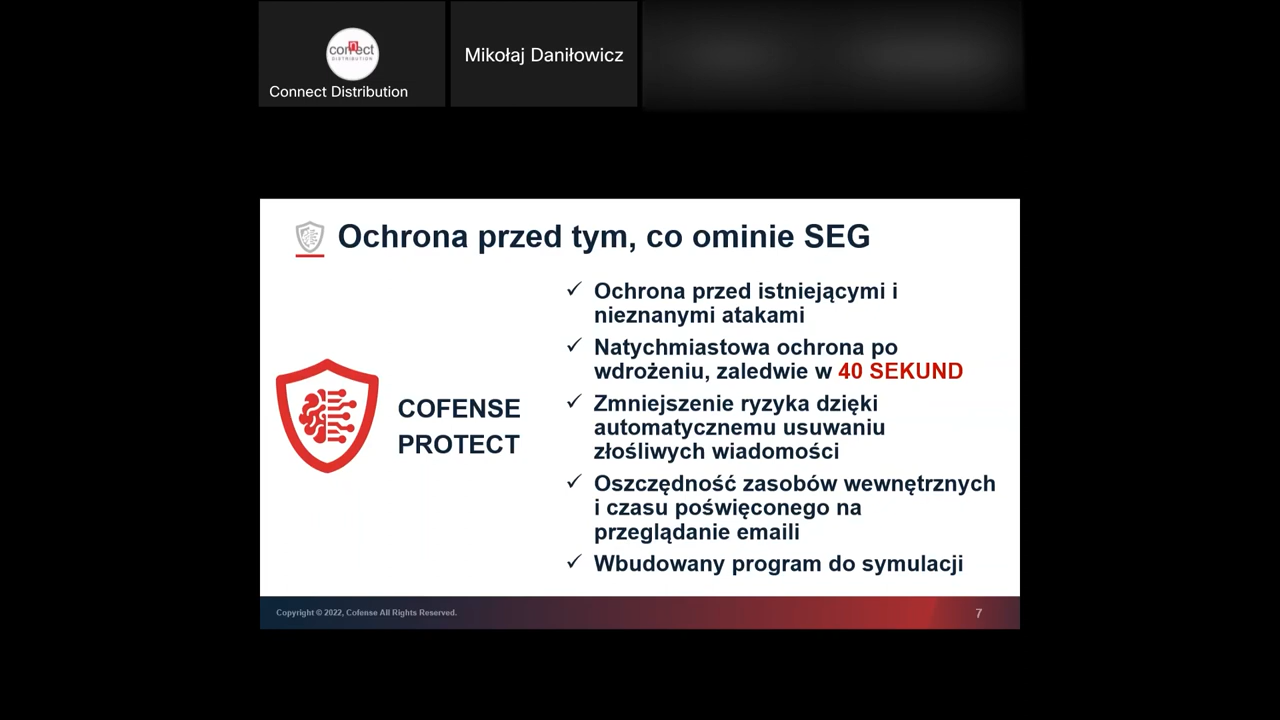 connect
DISTRIBUTION
Connect Distribution
Mikołaj Daniłowicz
Ochrona przed tym, co ominie SEG
COFENSE
PROTECT
✓ Ochrona przed istniejącymi i
nieznanymi atakami
✓ Natychmiastowa ochrona po
wdrożeniu, zaledwie w 40 SEKUND
✓ Zmniejszenie ryzyka dzięki
automatycznemu usuwaniu
złośliwych wiadomości
✓ Oszczędność zasobów wewnętrznych
i czasu poświęconego na
przeglądanie emaili
✓ Wbudowany program do symulacji
Copyright © 2022, Cofense All Rights Reserved.
7